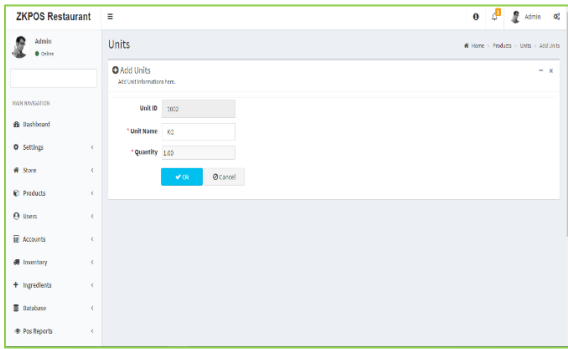 ZKPOS Restaurant
Admin
Admin
Online
Units
Home > Products > Units > Add Units
Add Units
Add Unit Informations here.
MAIN NAVIGATION
Unit ID 1002
* Unit Name KG
* Quantity 1.00
Ok Cancel
Dashboard
Settings
Store
Products
Users
Accounts
Inventory
Ingredients
Database
Pos Reports